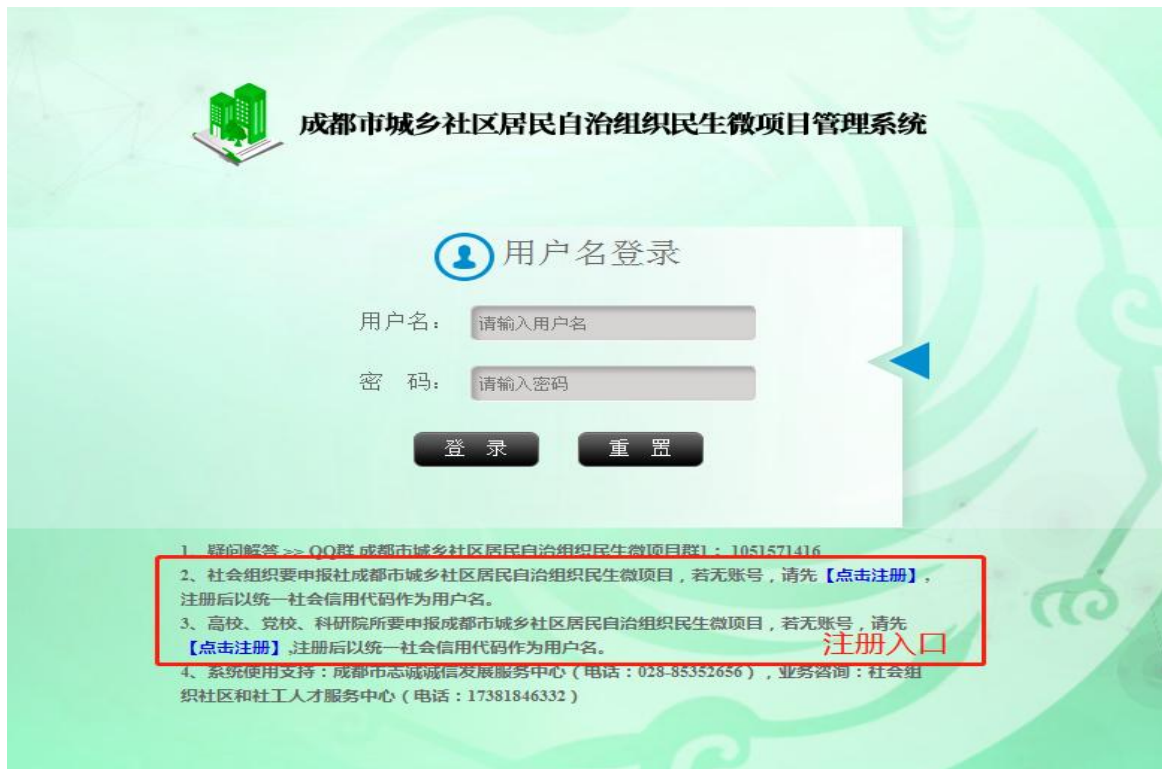 成都市城乡社区居民自治组织民生微项目管理系统
用户名登录
用户名：
请输入用户名
密 码：
请输入密码
登 录
重 置
1、疑问解答 >> QQ群 成都市城乡社区居民自治组织民生微项目群1：1051571416
2、社会组织要申报社成都市城乡社区居民自治组织民生微项目，若无账号，请先【点击注册】，
注册后以统一社会信用代码作为用户名。
3、高校、党校、科研院所要申报成都市城乡社区居民自治组织民生微项目，若无账号，请先
【点击注册】,注册后以统一社会信用代码作为用户名。
注册入口
4、系统使用支持：成都市志诚诚信发展服务中心（电话：028-85352656），业务咨询：社会组
织社区和社工人才服务中心（电话：17381846332）